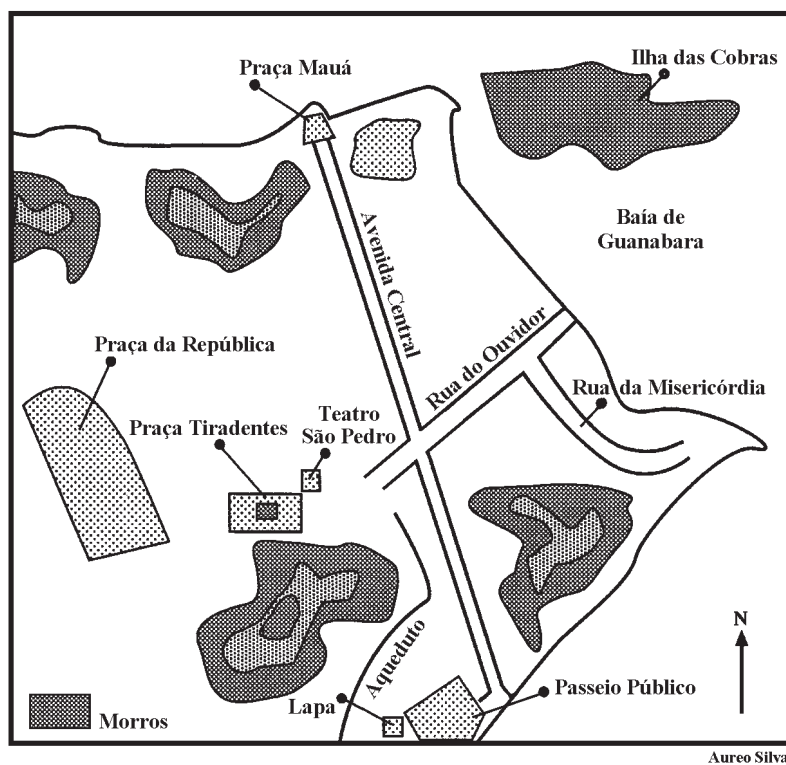 Praça Mauá
Ilha das Cobras
Baía de
Guanabara
Avenida Central
Rua do Ouvidor
Praça da República
Rua da Misericórdia
Praça Tiradentes
Teatro
São Pedro
N
Aqueduto
Passeio Público
Lapa
Morros
Aureo Silva